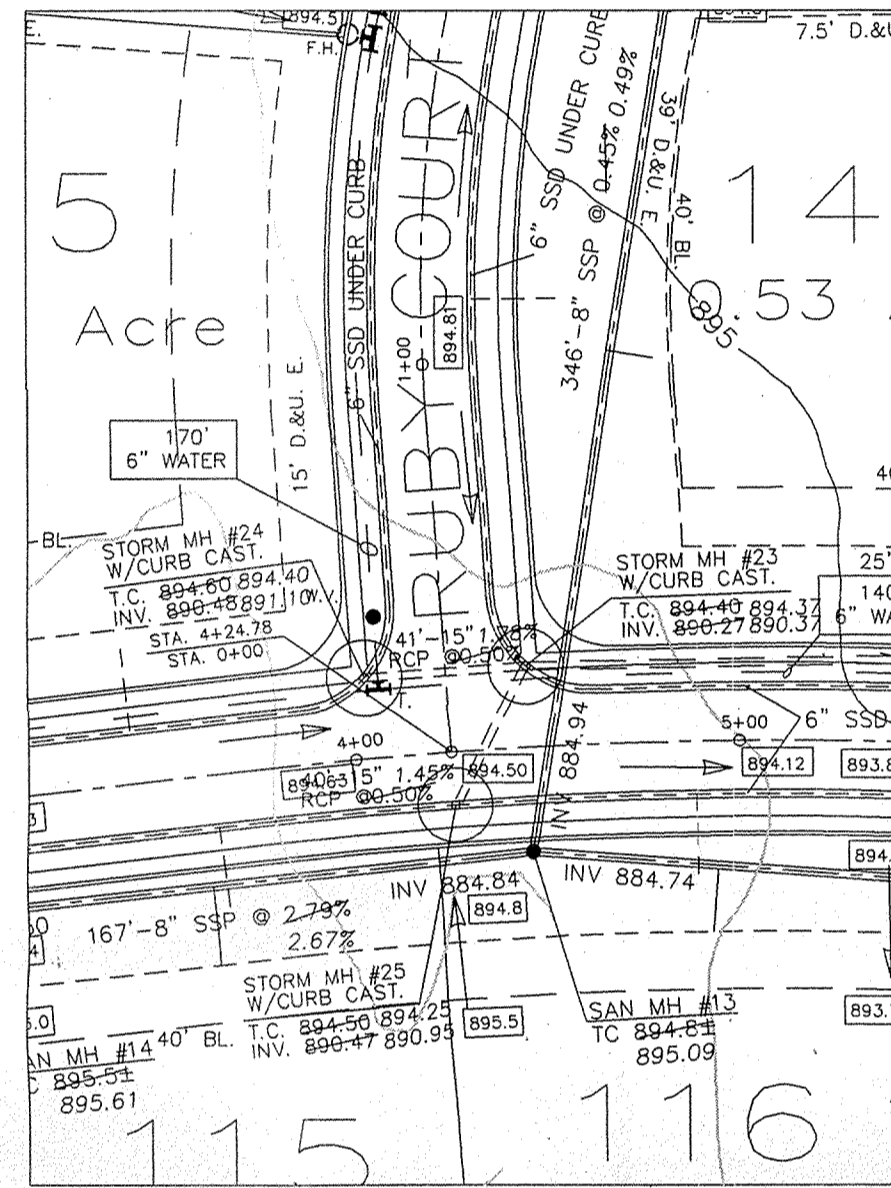 894.5
F.H.
7.5' D.&U
5
Acre
6" SSD UNDER CURB
RUBY COURT
1+00
894.81
6" SSD UNDER CURB
346'-8" SSP @ 0.45% 0.49%
39' D.&U. E.
40' BL.
14
0.53
895
15' D.&U. E.
170'
6" WATER
BL.
STORM MH #24
W/CURB CAST.
T.C. 894.60 894.40
INV. 890.48 891.10
W.V.
STA. 4+24.78
STA. 0+00
STORM MH #23
W/CURB CAST.
T.C. 894.40 894.37
INV. 890.27 890.37
25'
140
6" WA
41'-15" 1.78%
RCP @0.50%
4+00
894.63
40'-15" 1.45%
RCP @0.50%
894.50
INV 884.94
5+00
894.12
6" SSD
893.8
894.
INV 884.84
INV 884.74
894.8
167'-8" SSP @ 2.79%
2.67%
STORM MH #25
W/CURB CAST.
T.C. 894.50 894.25
INV. 890.47 890.95
895.5
SAN MH #13
TC 894.8±
895.09
893.
5.0
40' BL.
AN MH #14
C 895.5±
895.61
115
116